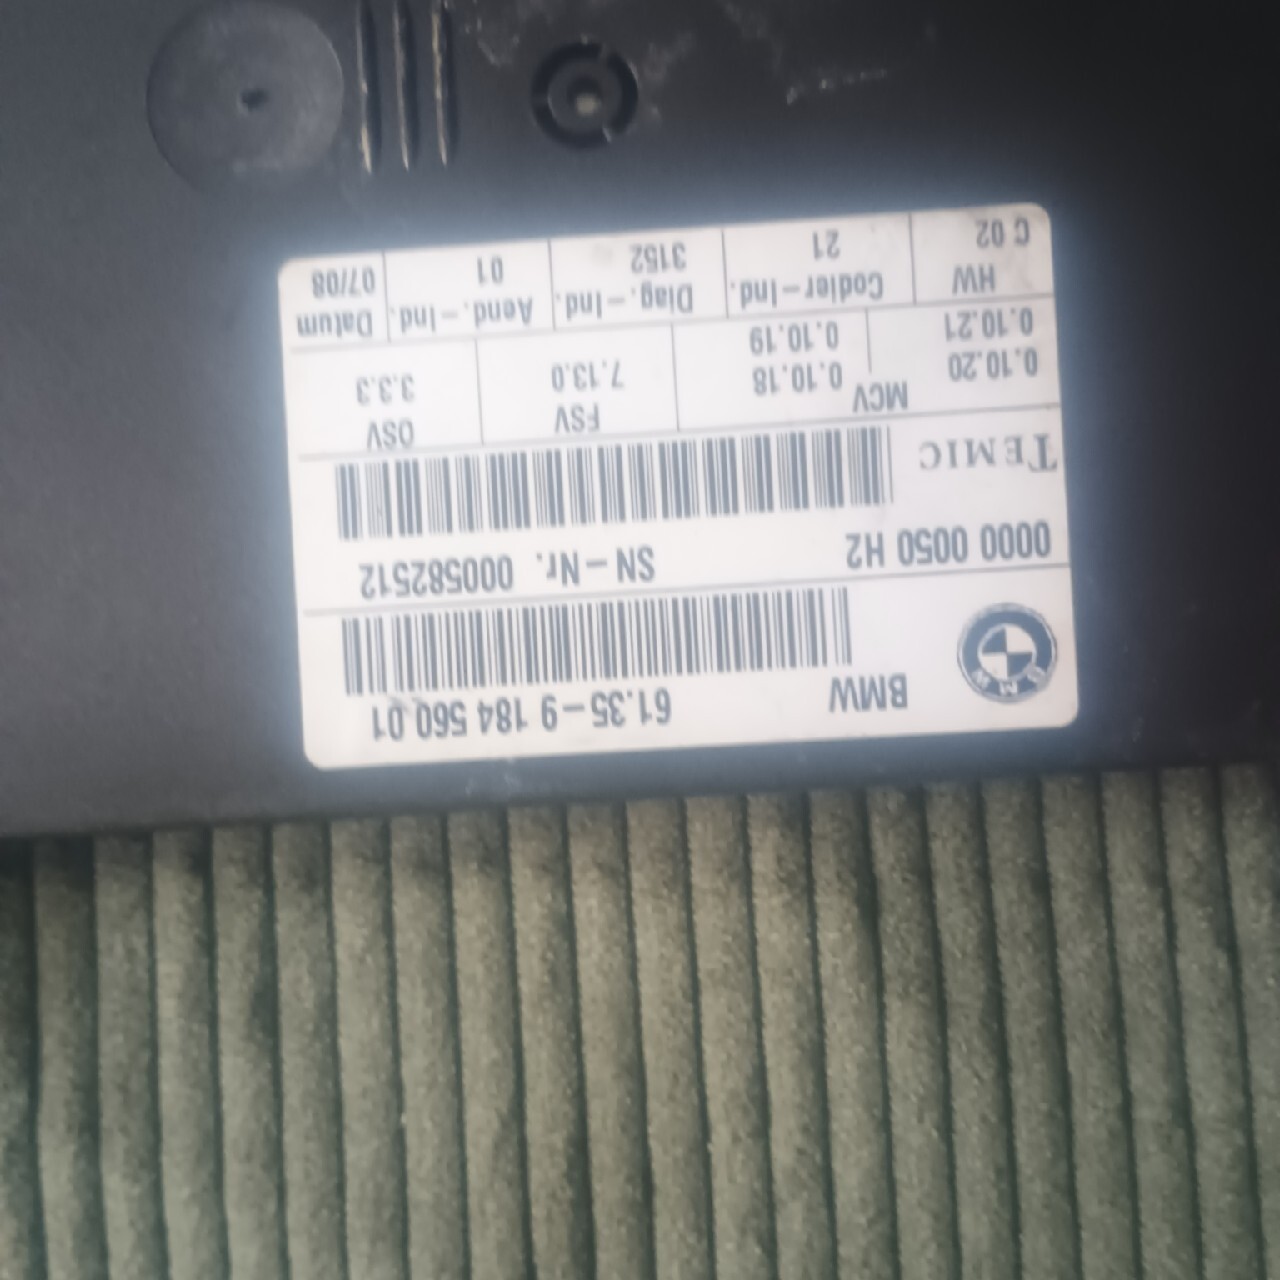 BMW 61.35-9 184 560 01
BMW
0000 0050 H2 SN-Nr. 000582512
TEMIC
MCV FSV OSV
0.10.20 0.10.18 7.13.0 3.3.3
0.10.21 0.10.19
HW Codier-Ind. Diag.-Ind. Aend.-Ind. Datum
C 02 21 3152 01 07/08